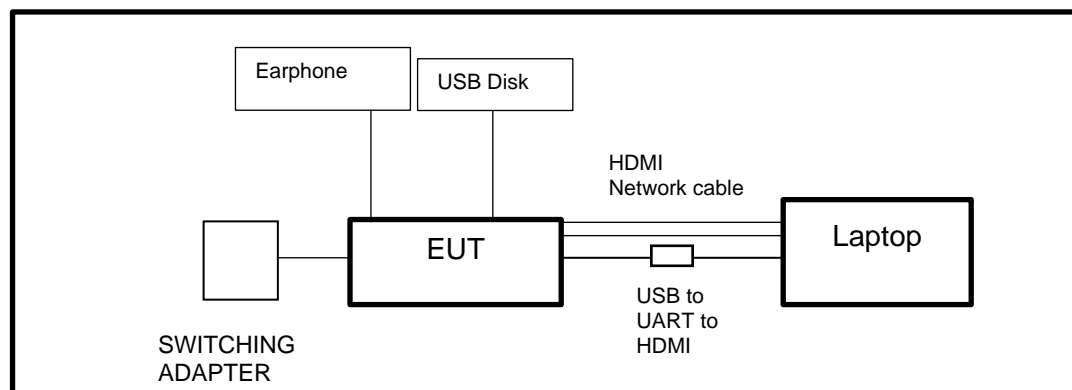 Earphone
USB Disk
HDMI
Network cable
EUT
Laptop
USB to
UART to
HDMI
SWITCHING
ADAPTER